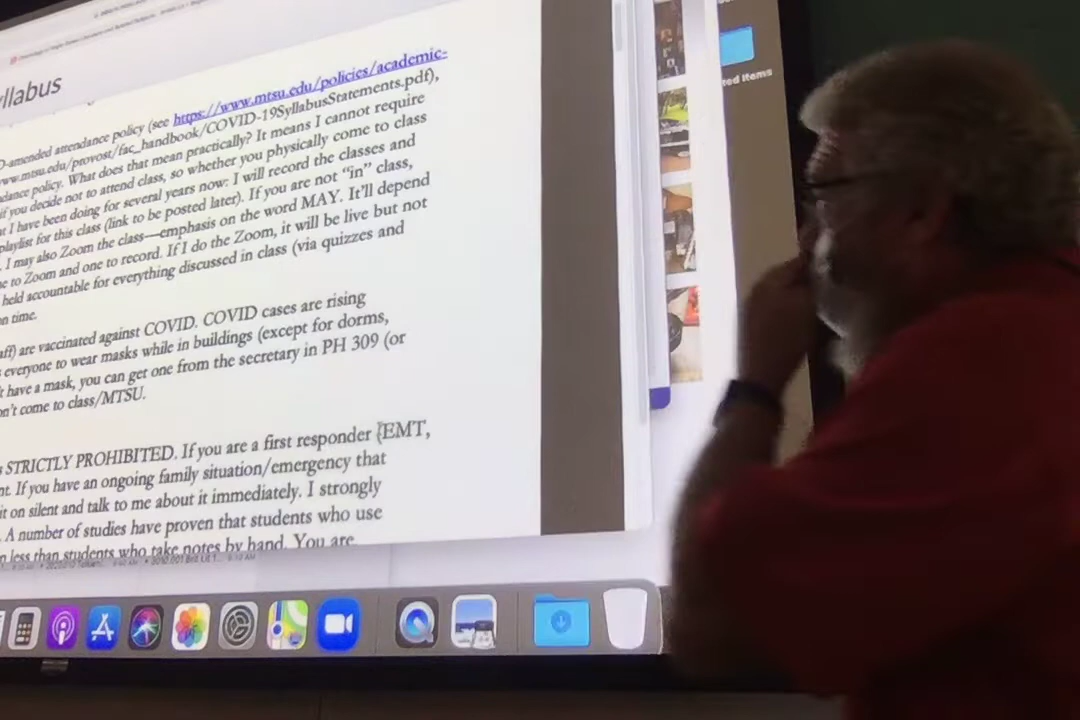 yllabus
D-amended attendance policy (see https://www.mtsu.edu/policies/academic-
ww.mtsu.edu/provost/fac_handbook/COVID-19SyllabusStatements.pdf),
dance policy. What does that mean practically? It means I cannot require
if you decide not to attend class, so whether you physically come to class
t I have been doing for several years now: I will record the classes and
playlist for this class (link to be posted later). If you are not “in” class,
. I may also Zoom the class—emphasis on the word MAY. It’ll depend
ne to Zoom and one to record. If I do the Zoom, it will be live but not
held accountable for everything discussed in class (via quizzes and
n time.
aff) are vaccinated against COVID. COVID cases are rising
s everyone to wear masks while in buildings (except for dorms,
't have a mask, you can get one from the secretary in PH 309 (or
on’t come to class/MTSU.
s STRICTLY PROHIBITED. If you are a first responder (EMT,
nt. If you have an ongoing family situation/emergency that
it on silent and talk to me about it immediately. I strongly
. A number of studies have proven that students who use
n less than students who take notes by hand. You are
ted Items